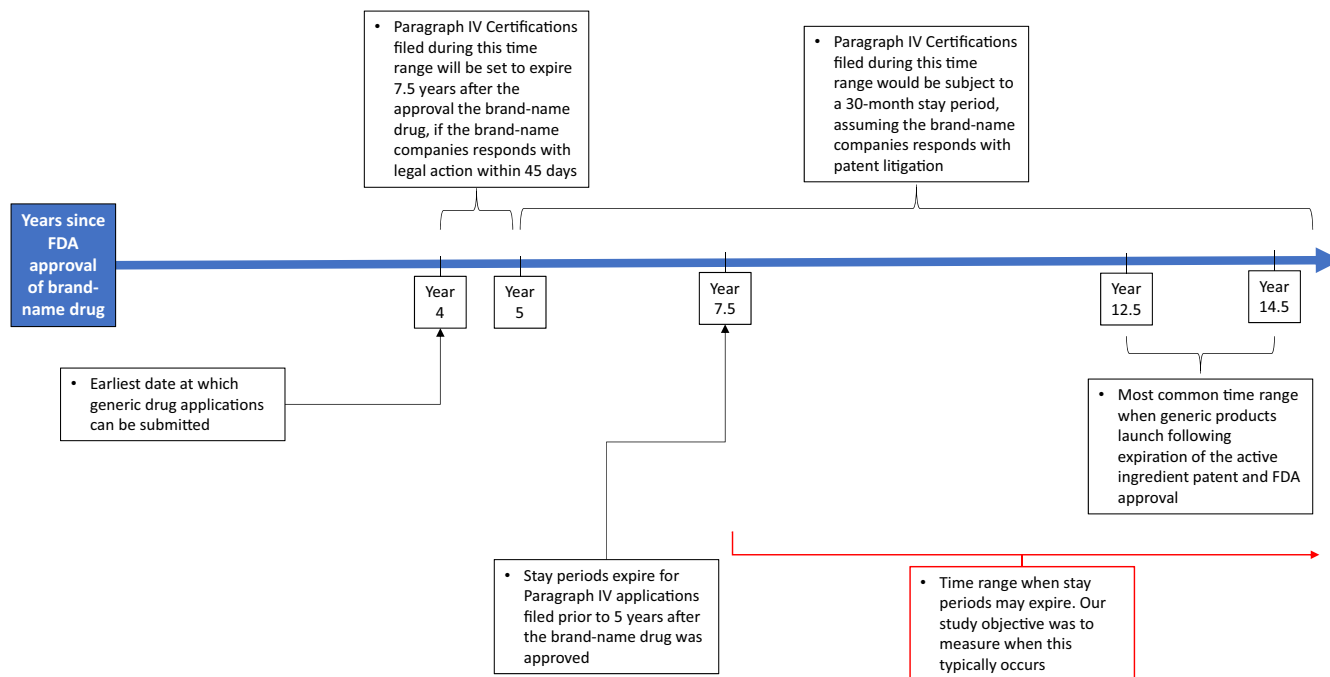 • Paragraph IV Certifications
filed during this time
range will be set to expire
7.5 years after the
approval the brand-name
drug, if the brand-name
companies responds with
legal action within 45 days
• Paragraph IV Certifications
filed during this time
range would be subject to
a 30-month stay period,
assuming the brand-name
companies responds with
patent litigation
Years since
FDA
approval
of brand-
name drug
Year
4
Year
5
Year
7.5
Year
12.5
Year
14.5
• Earliest date at which
generic drug applications
can be submitted
• Most common time range
when generic products
launch following
expiration of the active
ingredient patent and FDA
approval
• Stay periods expire for
Paragraph IV applications
filed prior to 5 years after
the brand-name drug was
approved
• Time range when stay
periods may expire. Our
study objective was to
measure when this
typically occurs